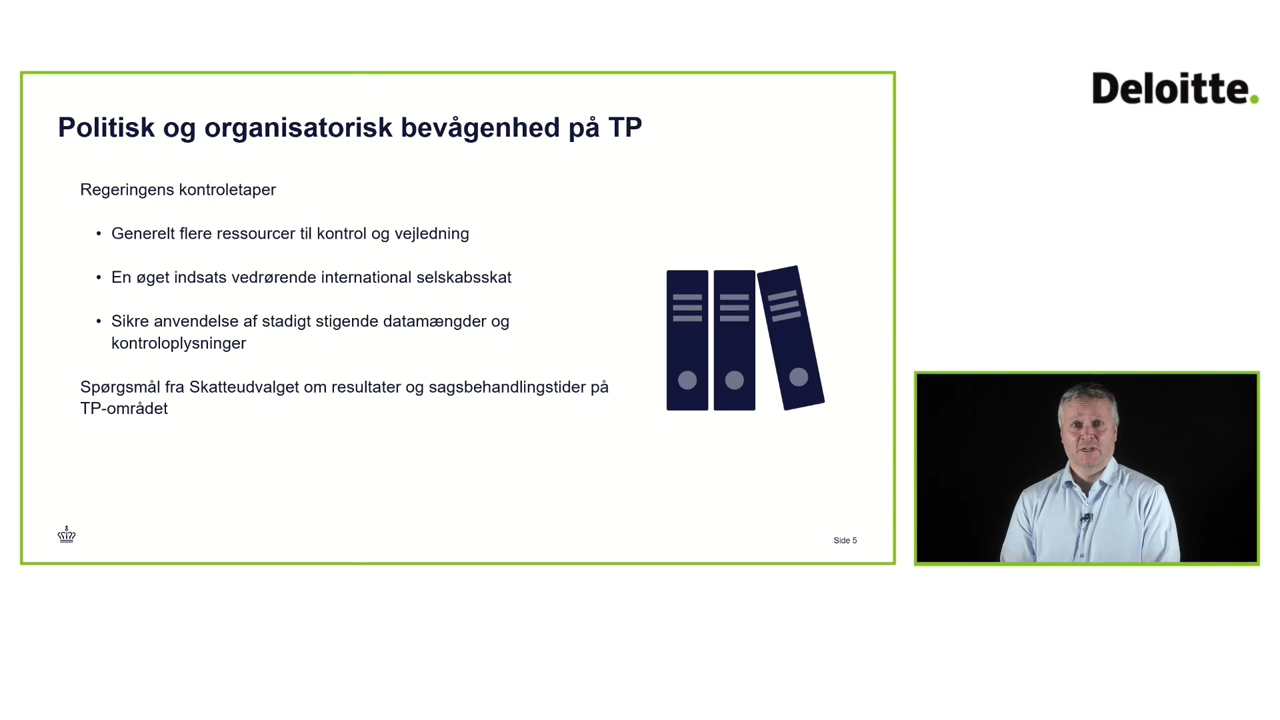 Deloitte.
Politisk og organisatorisk bevågenhed på TP
Regeringens kontroletaper
• Generelt flere ressourcer til kontrol og vejledning
• En øget indsats vedrørende international selskabsskat
• Sikre anvendelse af stadigt stigende datamængder og
kontroloplysninger
Spørgsmål fra Skatteudvalget om resultater og sagsbehandlingstider på
TP-området
Side 5